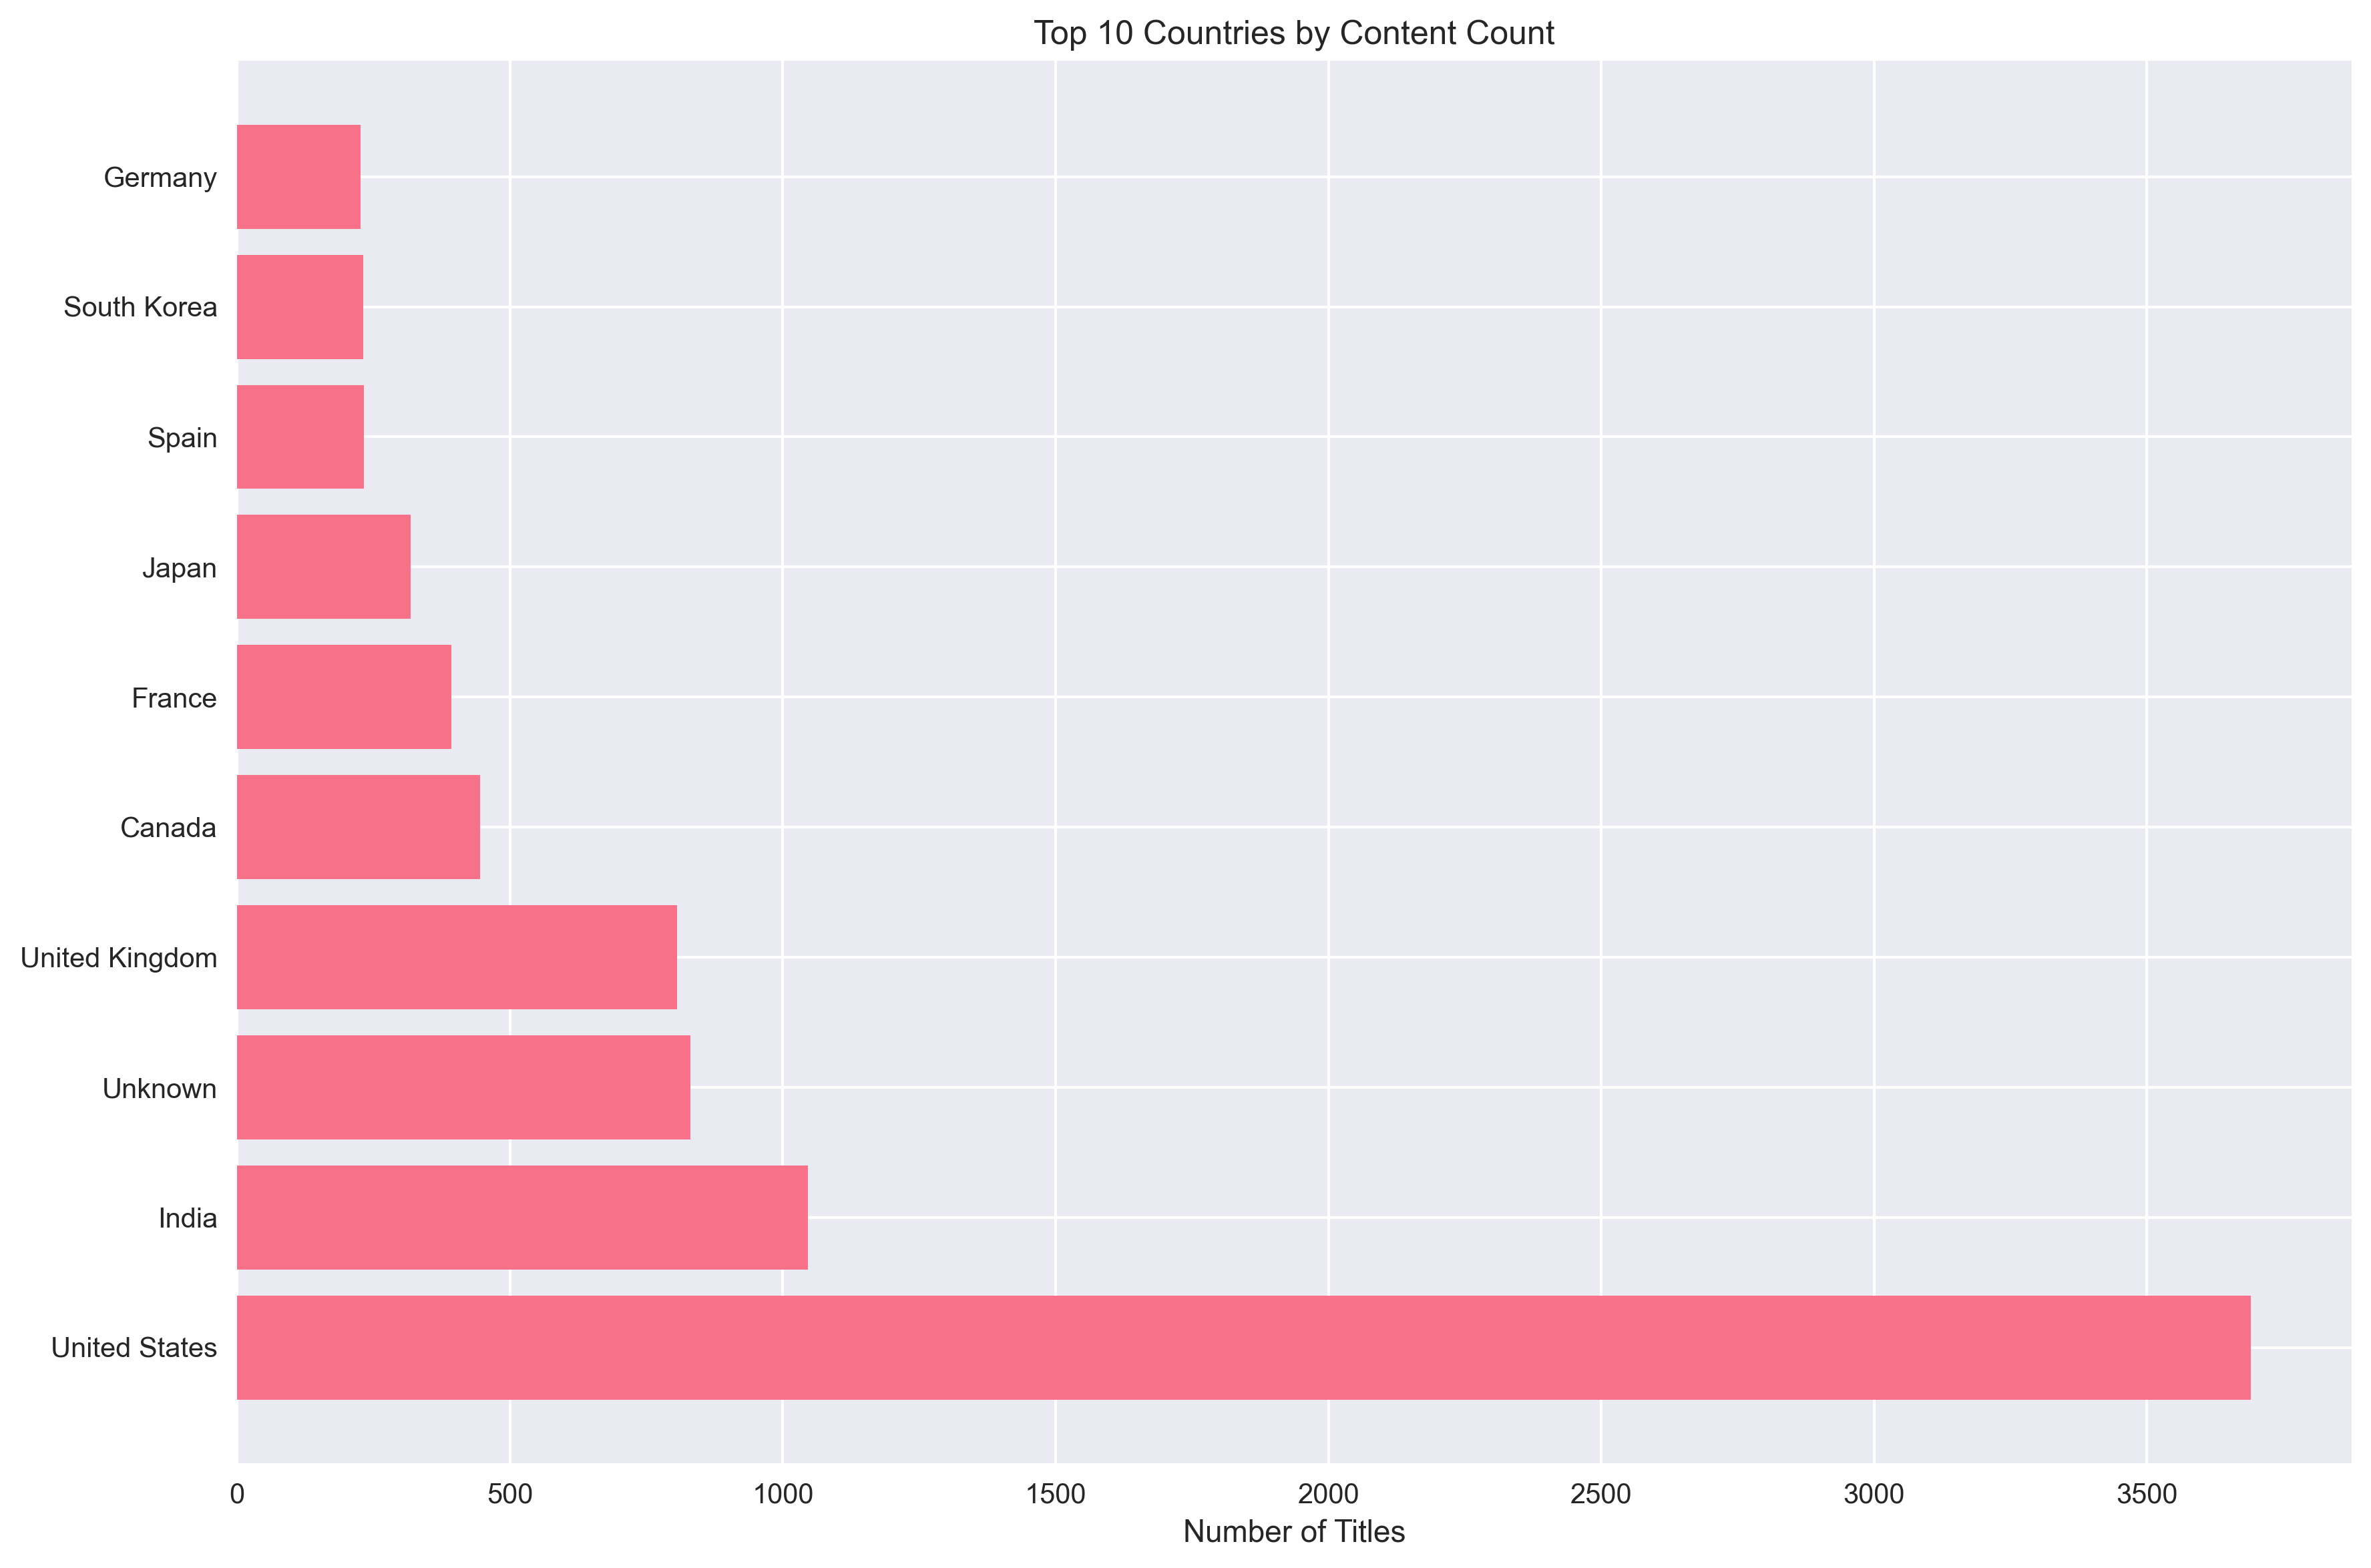 Top 10 Countries by Content Count
Germany
South Korea
Spain
Japan
France
Canada
United Kingdom
Unknown
India
United States
0 500 1000 1500 2000 2500 3000 3500
Number of Titles